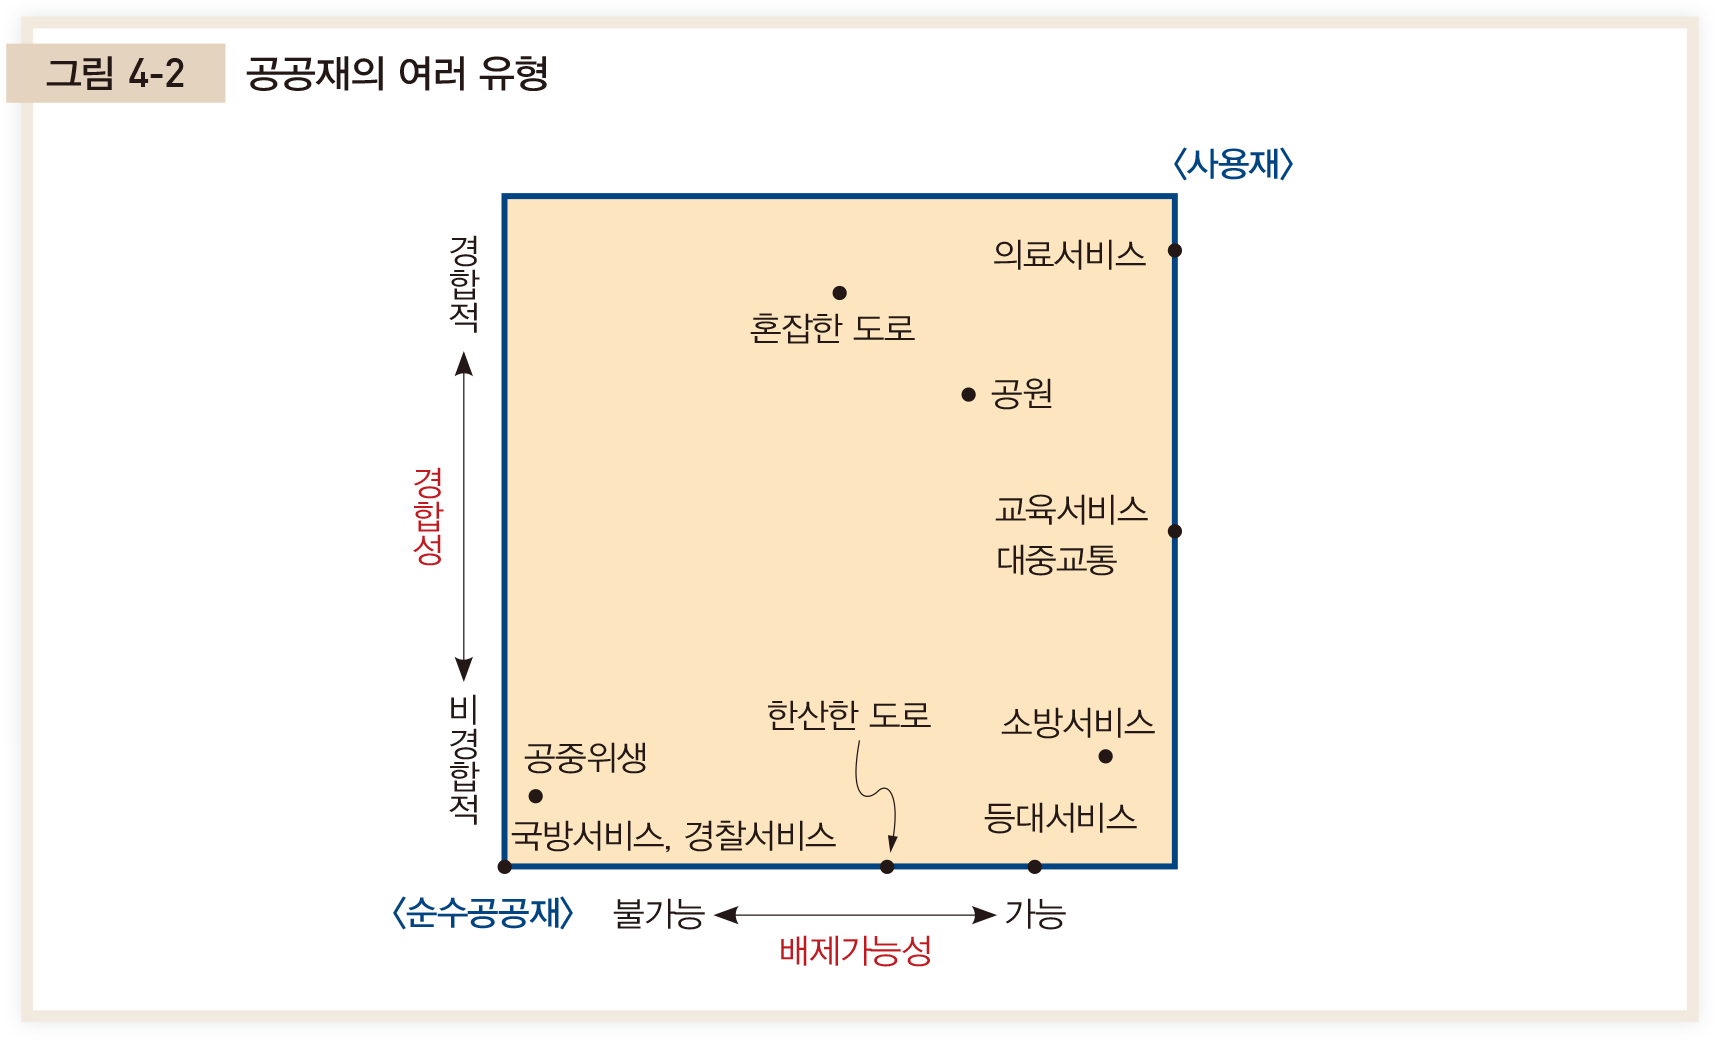 그림 4-2 공공재의 여러 유형
〈사용재〉
경합적
의료서비스
혼잡한 도로
공원
경합성
교육서비스
대중교통
비경합적
한산한 도로
소방서비스
공중위생
등대서비스
국방서비스, 경찰서비스
〈순수공공재〉
불가능
가능
배제가능성